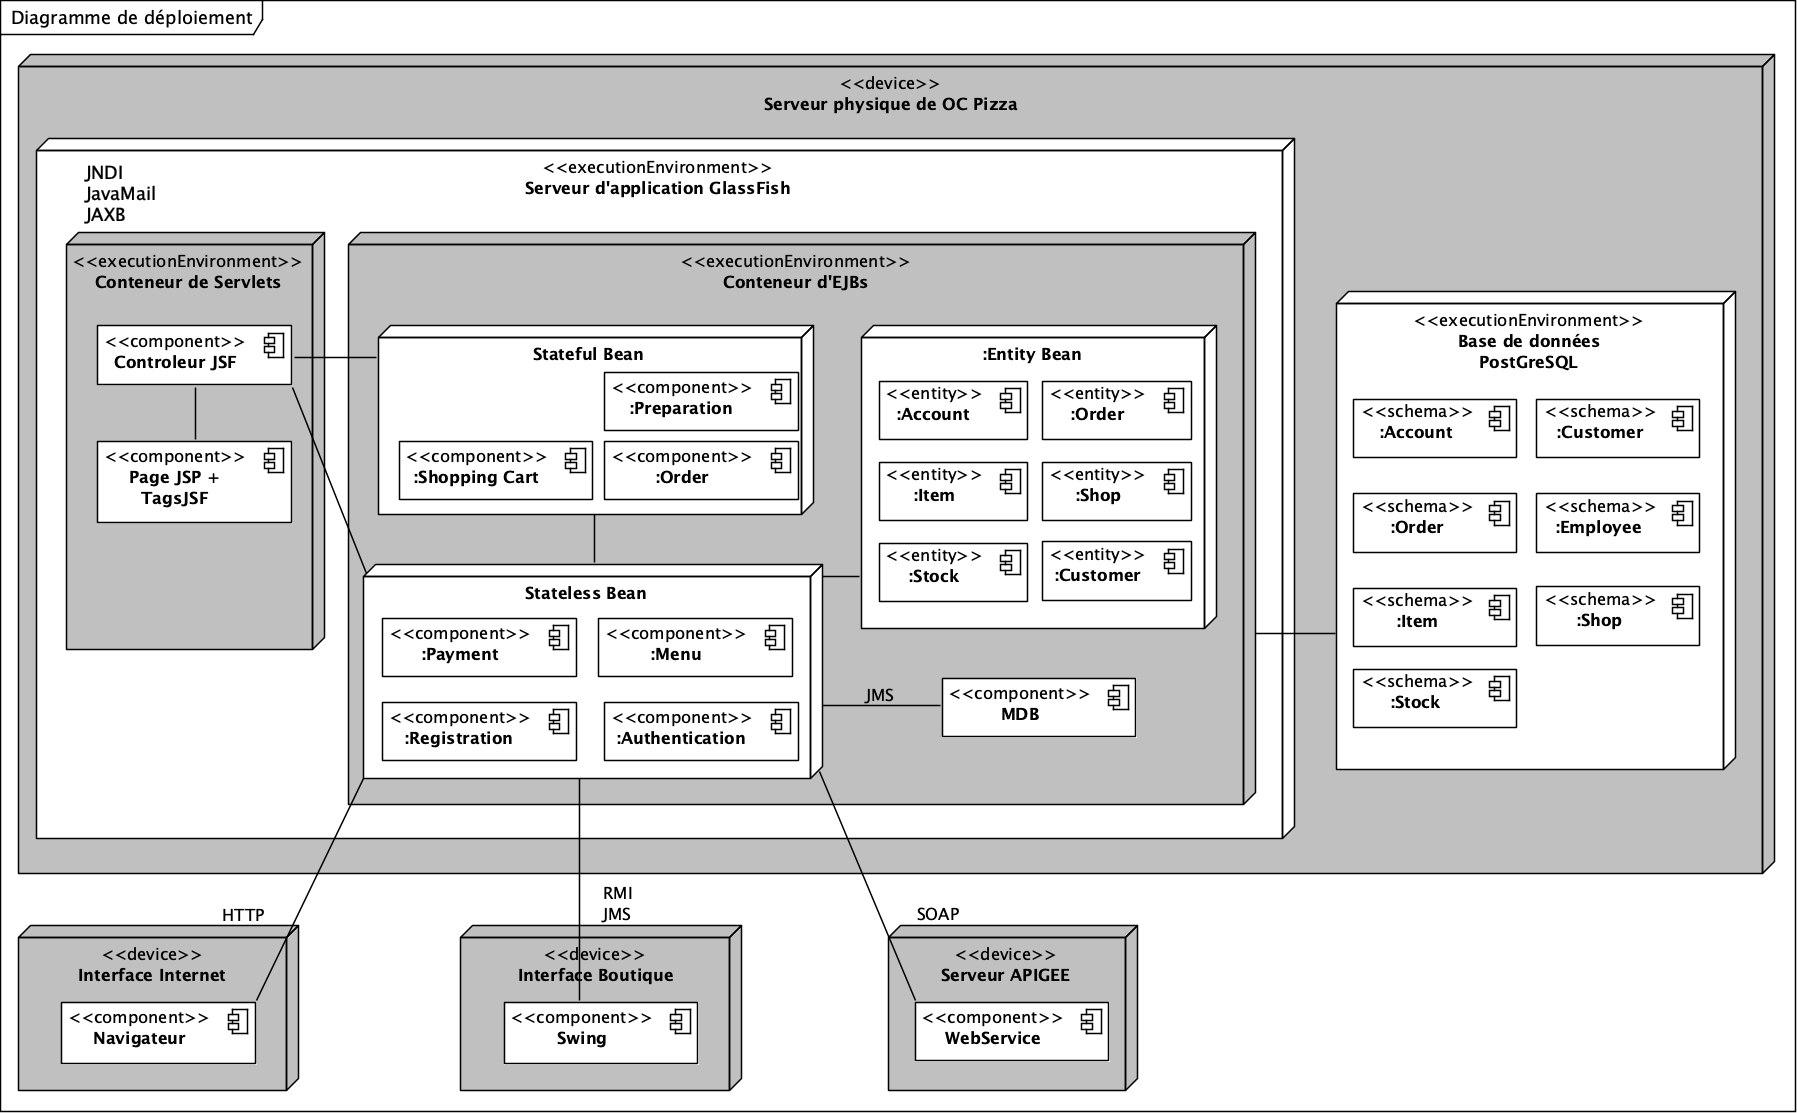 Diagramme de déploiement
<<device>>
Serveur physique de OC Pizza
<<executionEnvironment>>
Serveur d'application GlassFish
JNDI
JavaMail
JAXB
<<executionEnvironment>>
Conteneur de Servlets
<<component>>
Controleur JSF
<<component>>
Page JSP +
TagsJSF
<<executionEnvironment>>
Conteneur d'EJBs
Stateful Bean
<<component>>
:Preparation
<<component>>
:Shopping Cart
<<component>>
:Order
:Entity Bean
<<entity>>
:Account
<<entity>>
:Order
<<entity>>
:Item
<<entity>>
:Shop
<<entity>>
:Stock
<<entity>>
:Customer
Stateless Bean
<<component>>
:Payment
<<component>>
:Menu
<<component>>
:Registration
<<component>>
:Authentication
JMS
<<component>>
MDB
<<executionEnvironment>>
Base de données
PostGreSQL
<<schema>>
:Account
<<schema>>
:Customer
<<schema>>
:Order
<<schema>>
:Employee
<<schema>>
:Item
<<schema>>
:Shop
<<schema>>
:Stock
HTTP
RMI
JMS
SOAP
<<device>>
Interface Internet
<<component>>
Navigateur
<<device>>
Interface Boutique
<<component>>
Swing
<<device>>
Serveur APIGEE
<<component>>
WebService